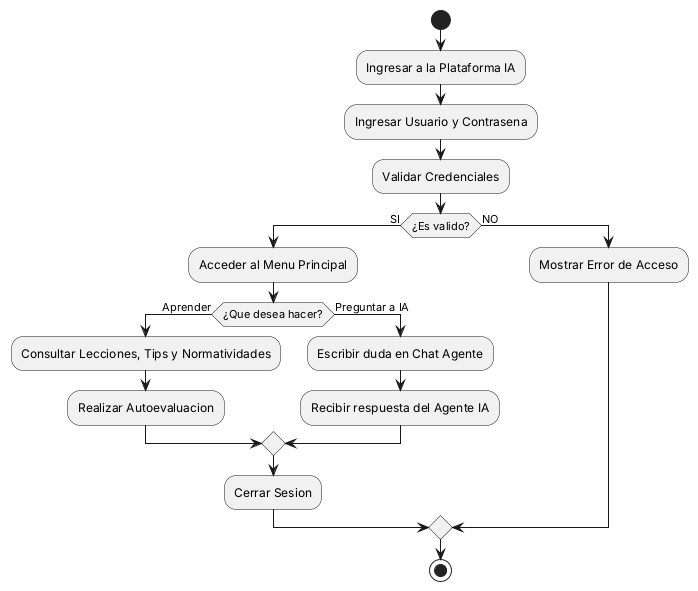 Ingresar a la Plataforma IA
Ingresar Usuario y Contrasena
Validar Credenciales
SI
¿Es valido?
NO
Acceder al Menu Principal
Mostrar Error de Acceso
Aprender
¿Que desea hacer?
Preguntar a IA
Consultar Lecciones, Tips y Normatividades
Escribir duda en Chat Agente
Realizar Autoevaluacion
Recibir respuesta del Agente IA
Cerrar Sesion